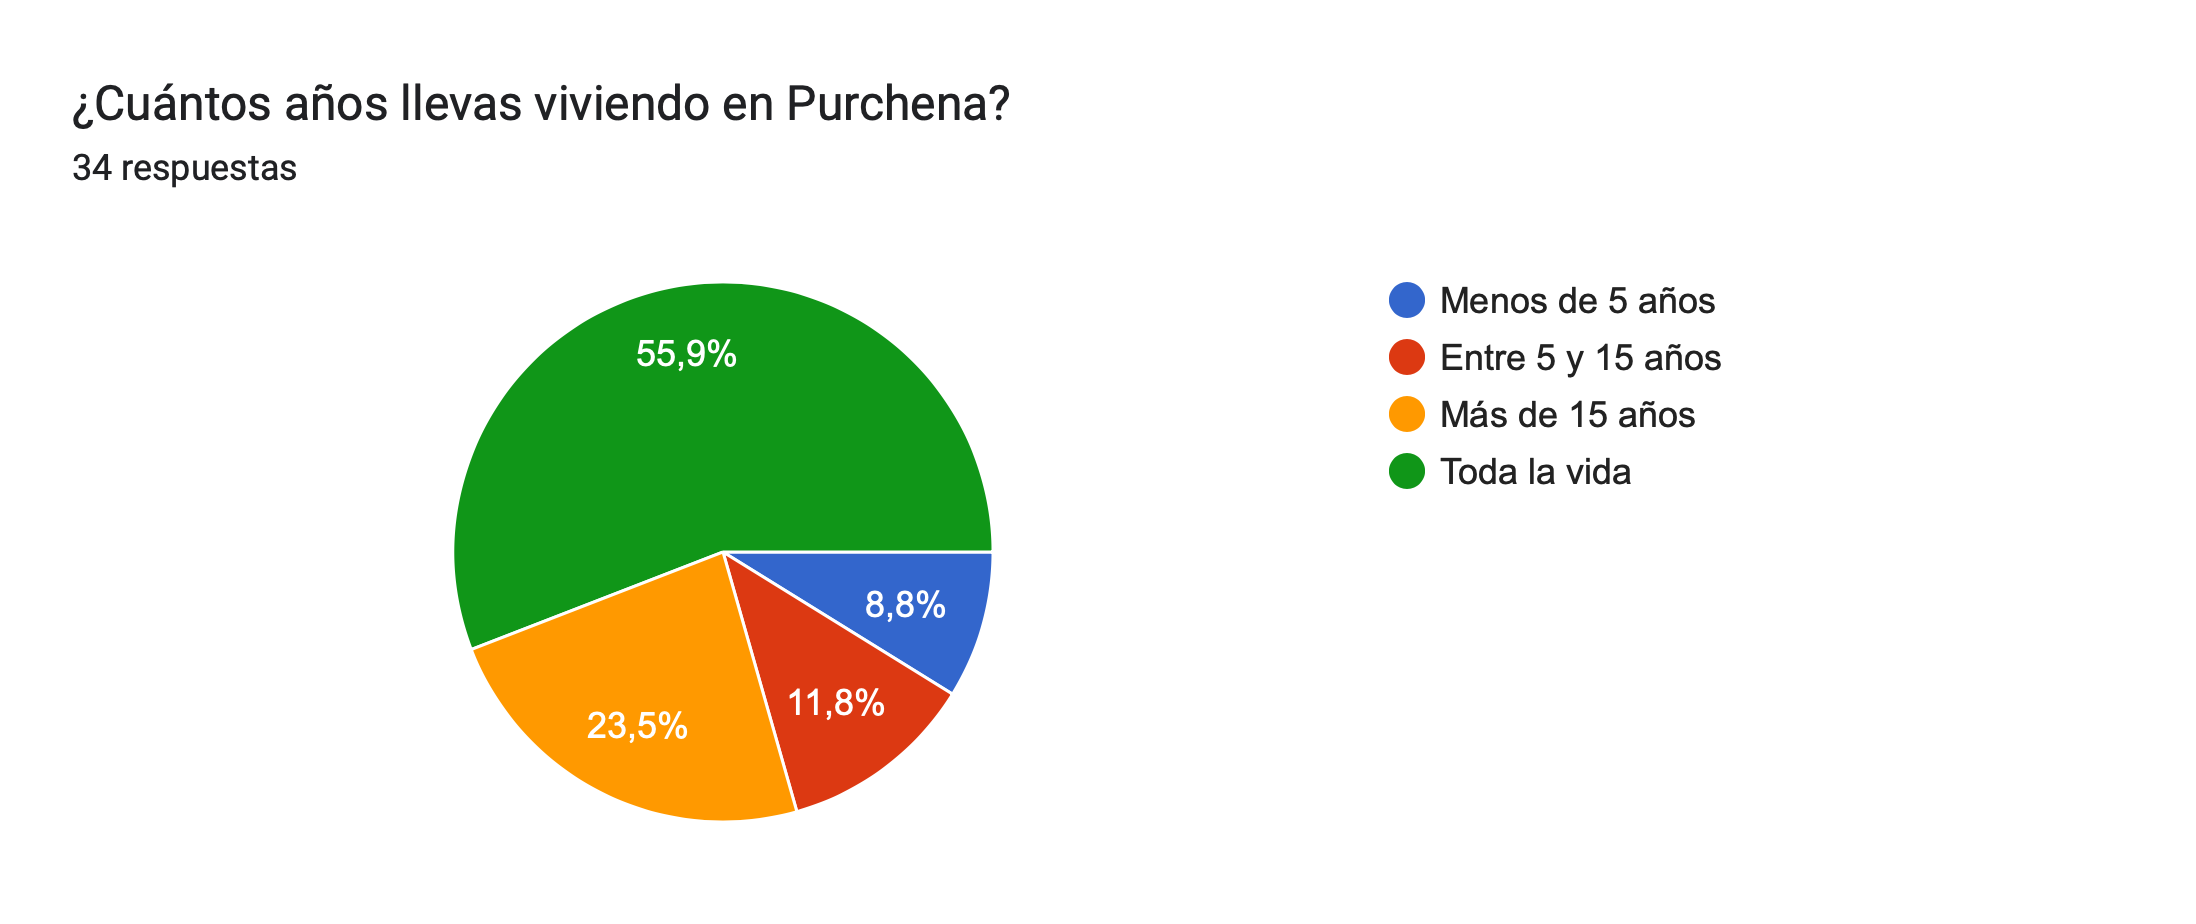 ¿Cuántos años llevas viviendo en Purchena?
34 respuestas
55,9%
8,8%
11,8%
23,5%
Menos de 5 años
Entre 5 y 15 años
Más de 15 años
Toda la vida